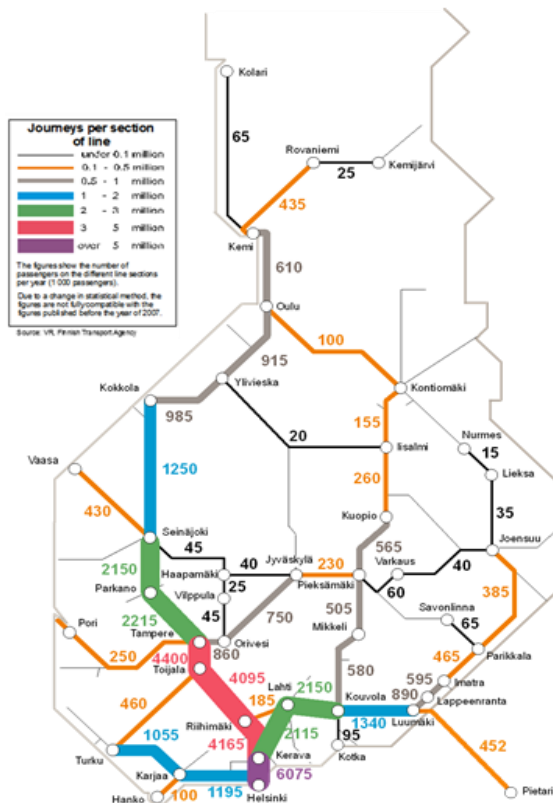 Kolari
65
Journeys per section
of line
under 0.1 million
0.1 - 0.5 million
0.5 - 1 million
1 - 2 million
2 - 3 million
3 5 million
over 5 million
The figures show the number of
passengers on the different line sections
per year (1 000 passengers).
Due to a change in statistical method, the
figures are not fully compatible with the
figures published before the year of 2007.
Source: VR, Finnish Transport Agency
Rovaniemi
25
Kemijärvi
435
Kemi
610
Oulu
100
915
Kontiomäki
Ylivieska
Kokkola
985
155
20
Iisalmi
Nurmes
15
Lieksa
Vaasa
1250
260
430
Kuopio
35
Seinäjoki
45
565
Joensuu
2150
Haapamäki
40
Jyväskylä
230
Varkaus
40
25
Pieksämäki
60
Parkano
Vilppula
385
Savonlinna
Pori
2215
45
750
505
65
Tampere
860
Orivesi
Mikkeli
Parikkala
250
4400
Toijala
4095
580
465
Imatra
595
Lahti
2150
Kouvola
890
Lappeenranta
460
185
1340
Luumäki
Riihimäki
1055
4165
2115
95
452
Turku
Kerava
Kotka
Karjaa
6075
Hanko
100
1195
Helsinki
Pietari